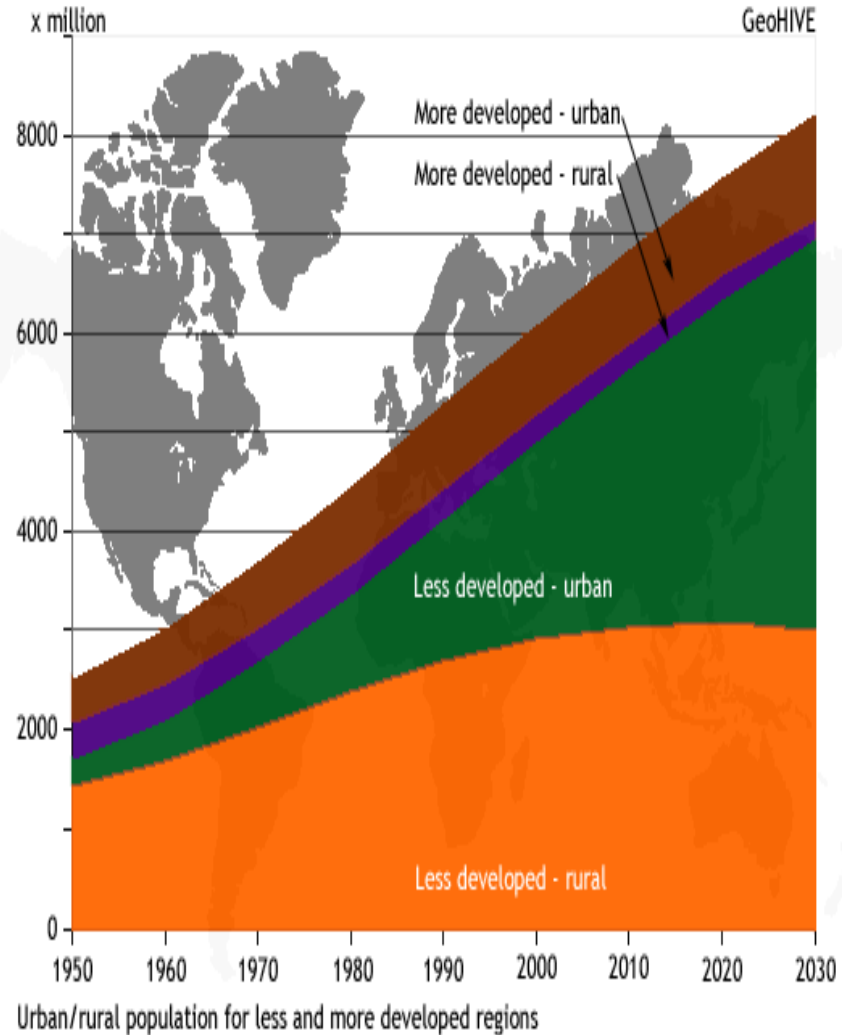 x million
GeoHIVE
More developed - urban
8000
More developed - rural
6000
4000
Less developed - urban
2000
Less developed - rural
0
1950 1960 1970 1980 1990 2000 2010 2020 2030
Urban/rural population for less and more developed regions